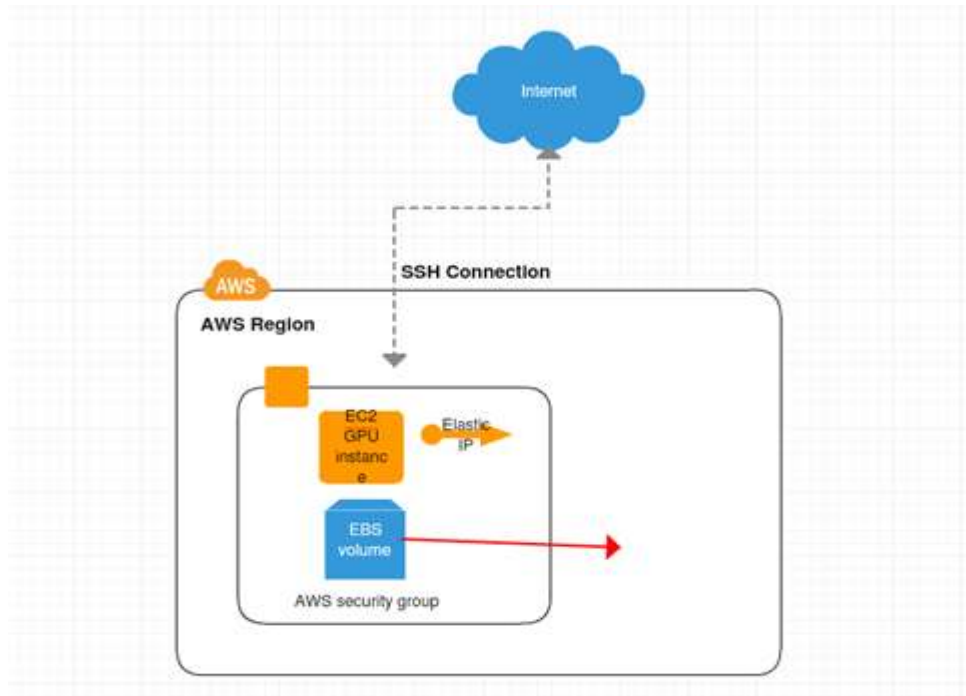 Internet
SSH Connection
AWS
AWS Region
EC2
GPU
instanc
e
Elastic
IP
EBS
volume
AWS security group